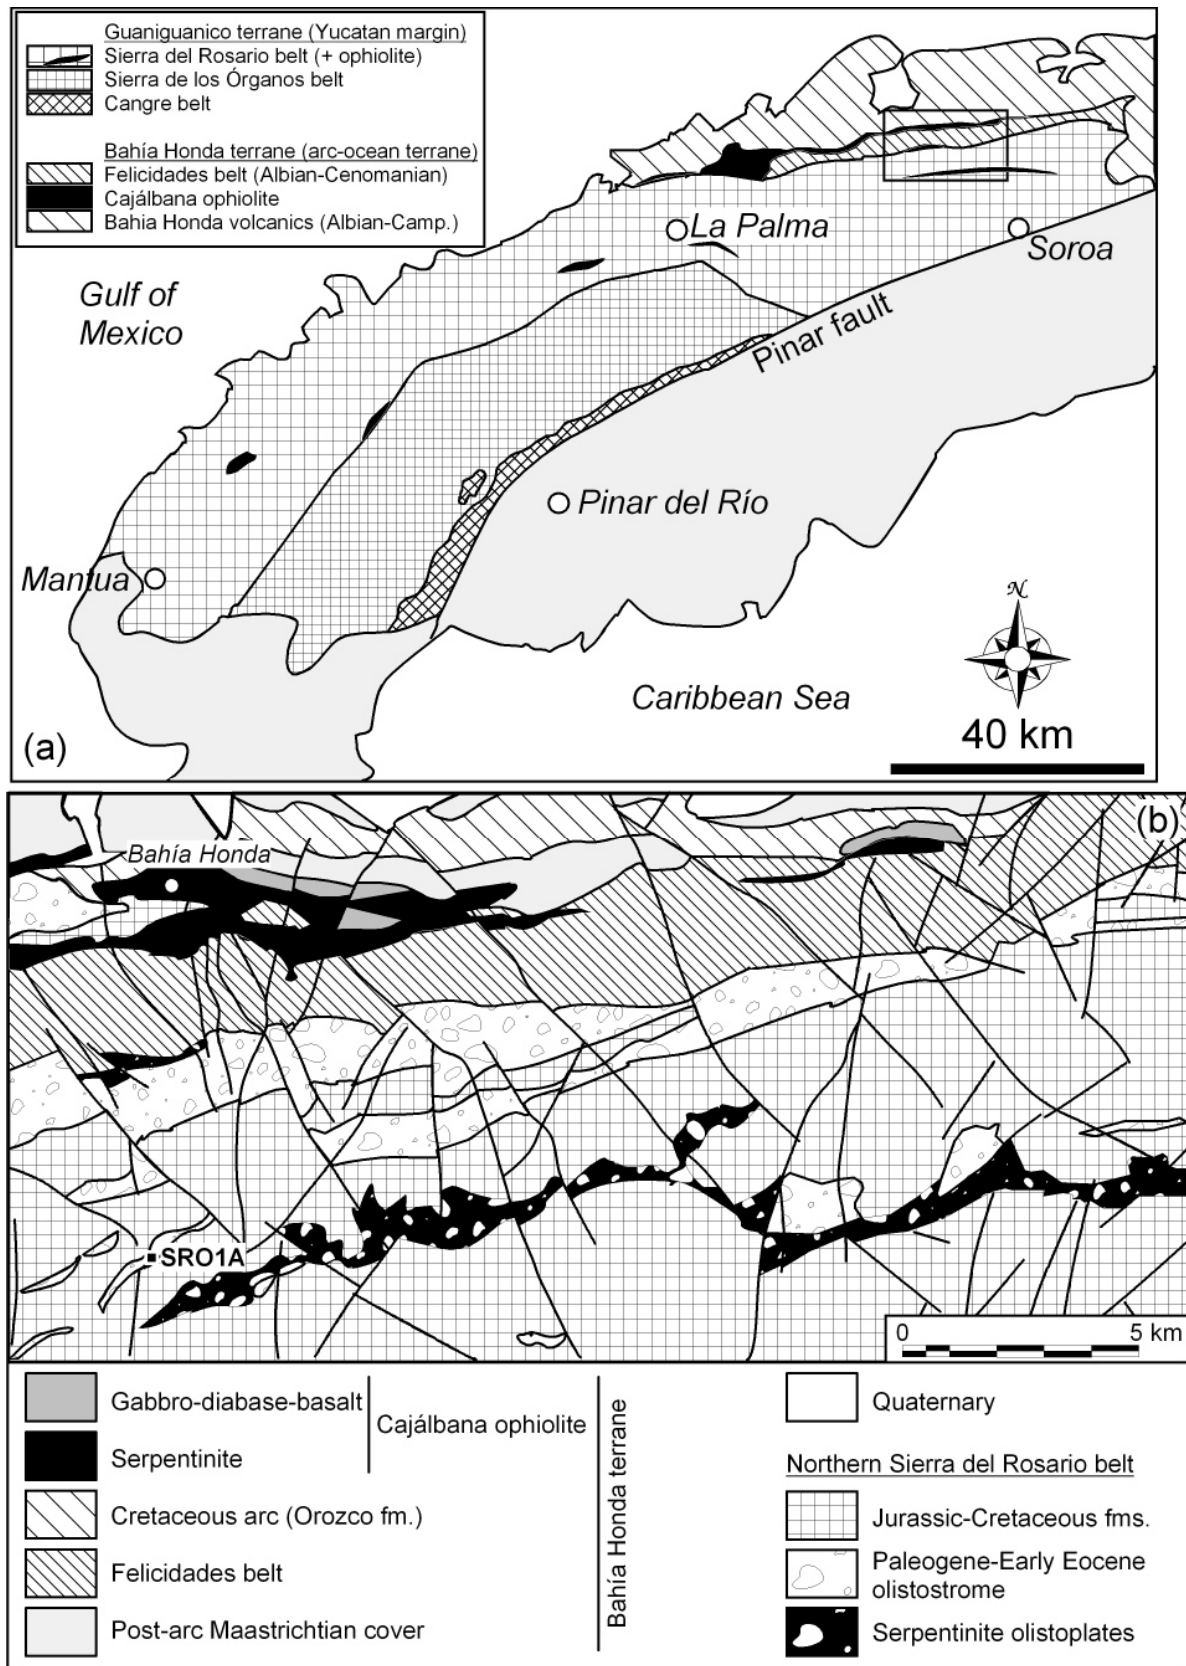 Guaniguanico terrane (Yucatan margin)
Sierra del Rosario belt (+ ophiolite)
Sierra de los Órganos belt
Cangre belt
Bahía Honda terrane (arc-ocean terrane)
Felicidades belt (Albian-Cenomanian)
Cajálbana ophiolite
Bahia Honda volcanics (Albian-Camp.)
La Palma
Soroa
Gulf of
Mexico
Pinar fault
Pinar del Río
Mantua
N
Caribbean Sea
(a)
40 km
(b)
Bahía Honda
SRO1A
0 5 km
Gabbro-diabase-basalt
Serpentinite
Cajálbana ophiolite
Cretaceous arc (Orozco fm.)
Felicidades belt
Post-arc Maastrichtian cover
Bahía Honda terrane
Quaternary
Northern Sierra del Rosario belt
Jurassic-Cretaceous fms.
Paleogene-Early Eocene
olistostrome
Serpentinite olistoplates